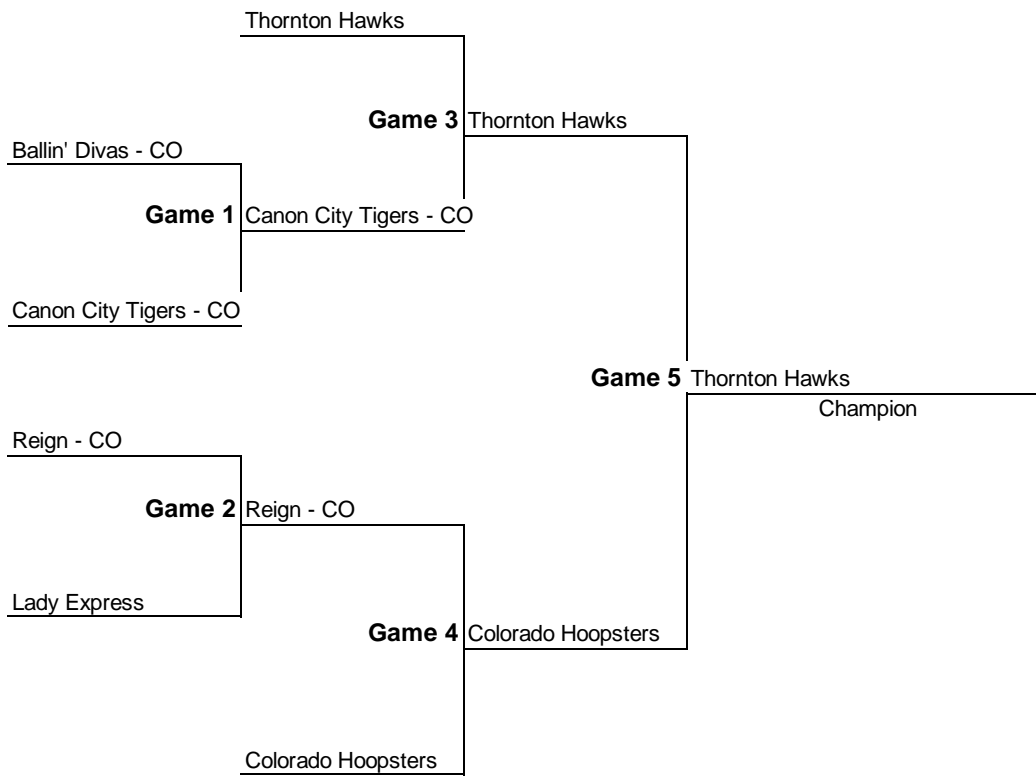 Thornton Hawks
Game 3 Thornton Hawks
Ballin' Divas - CO
Game 1 Canon City Tigers - CO
Canon City Tigers - CO
Game 5 Thornton Hawks
Champion
Reign - CO
Game 2 Reign - CO
Lady Express
Game 4 Colorado Hoopsters
Colorado Hoopsters